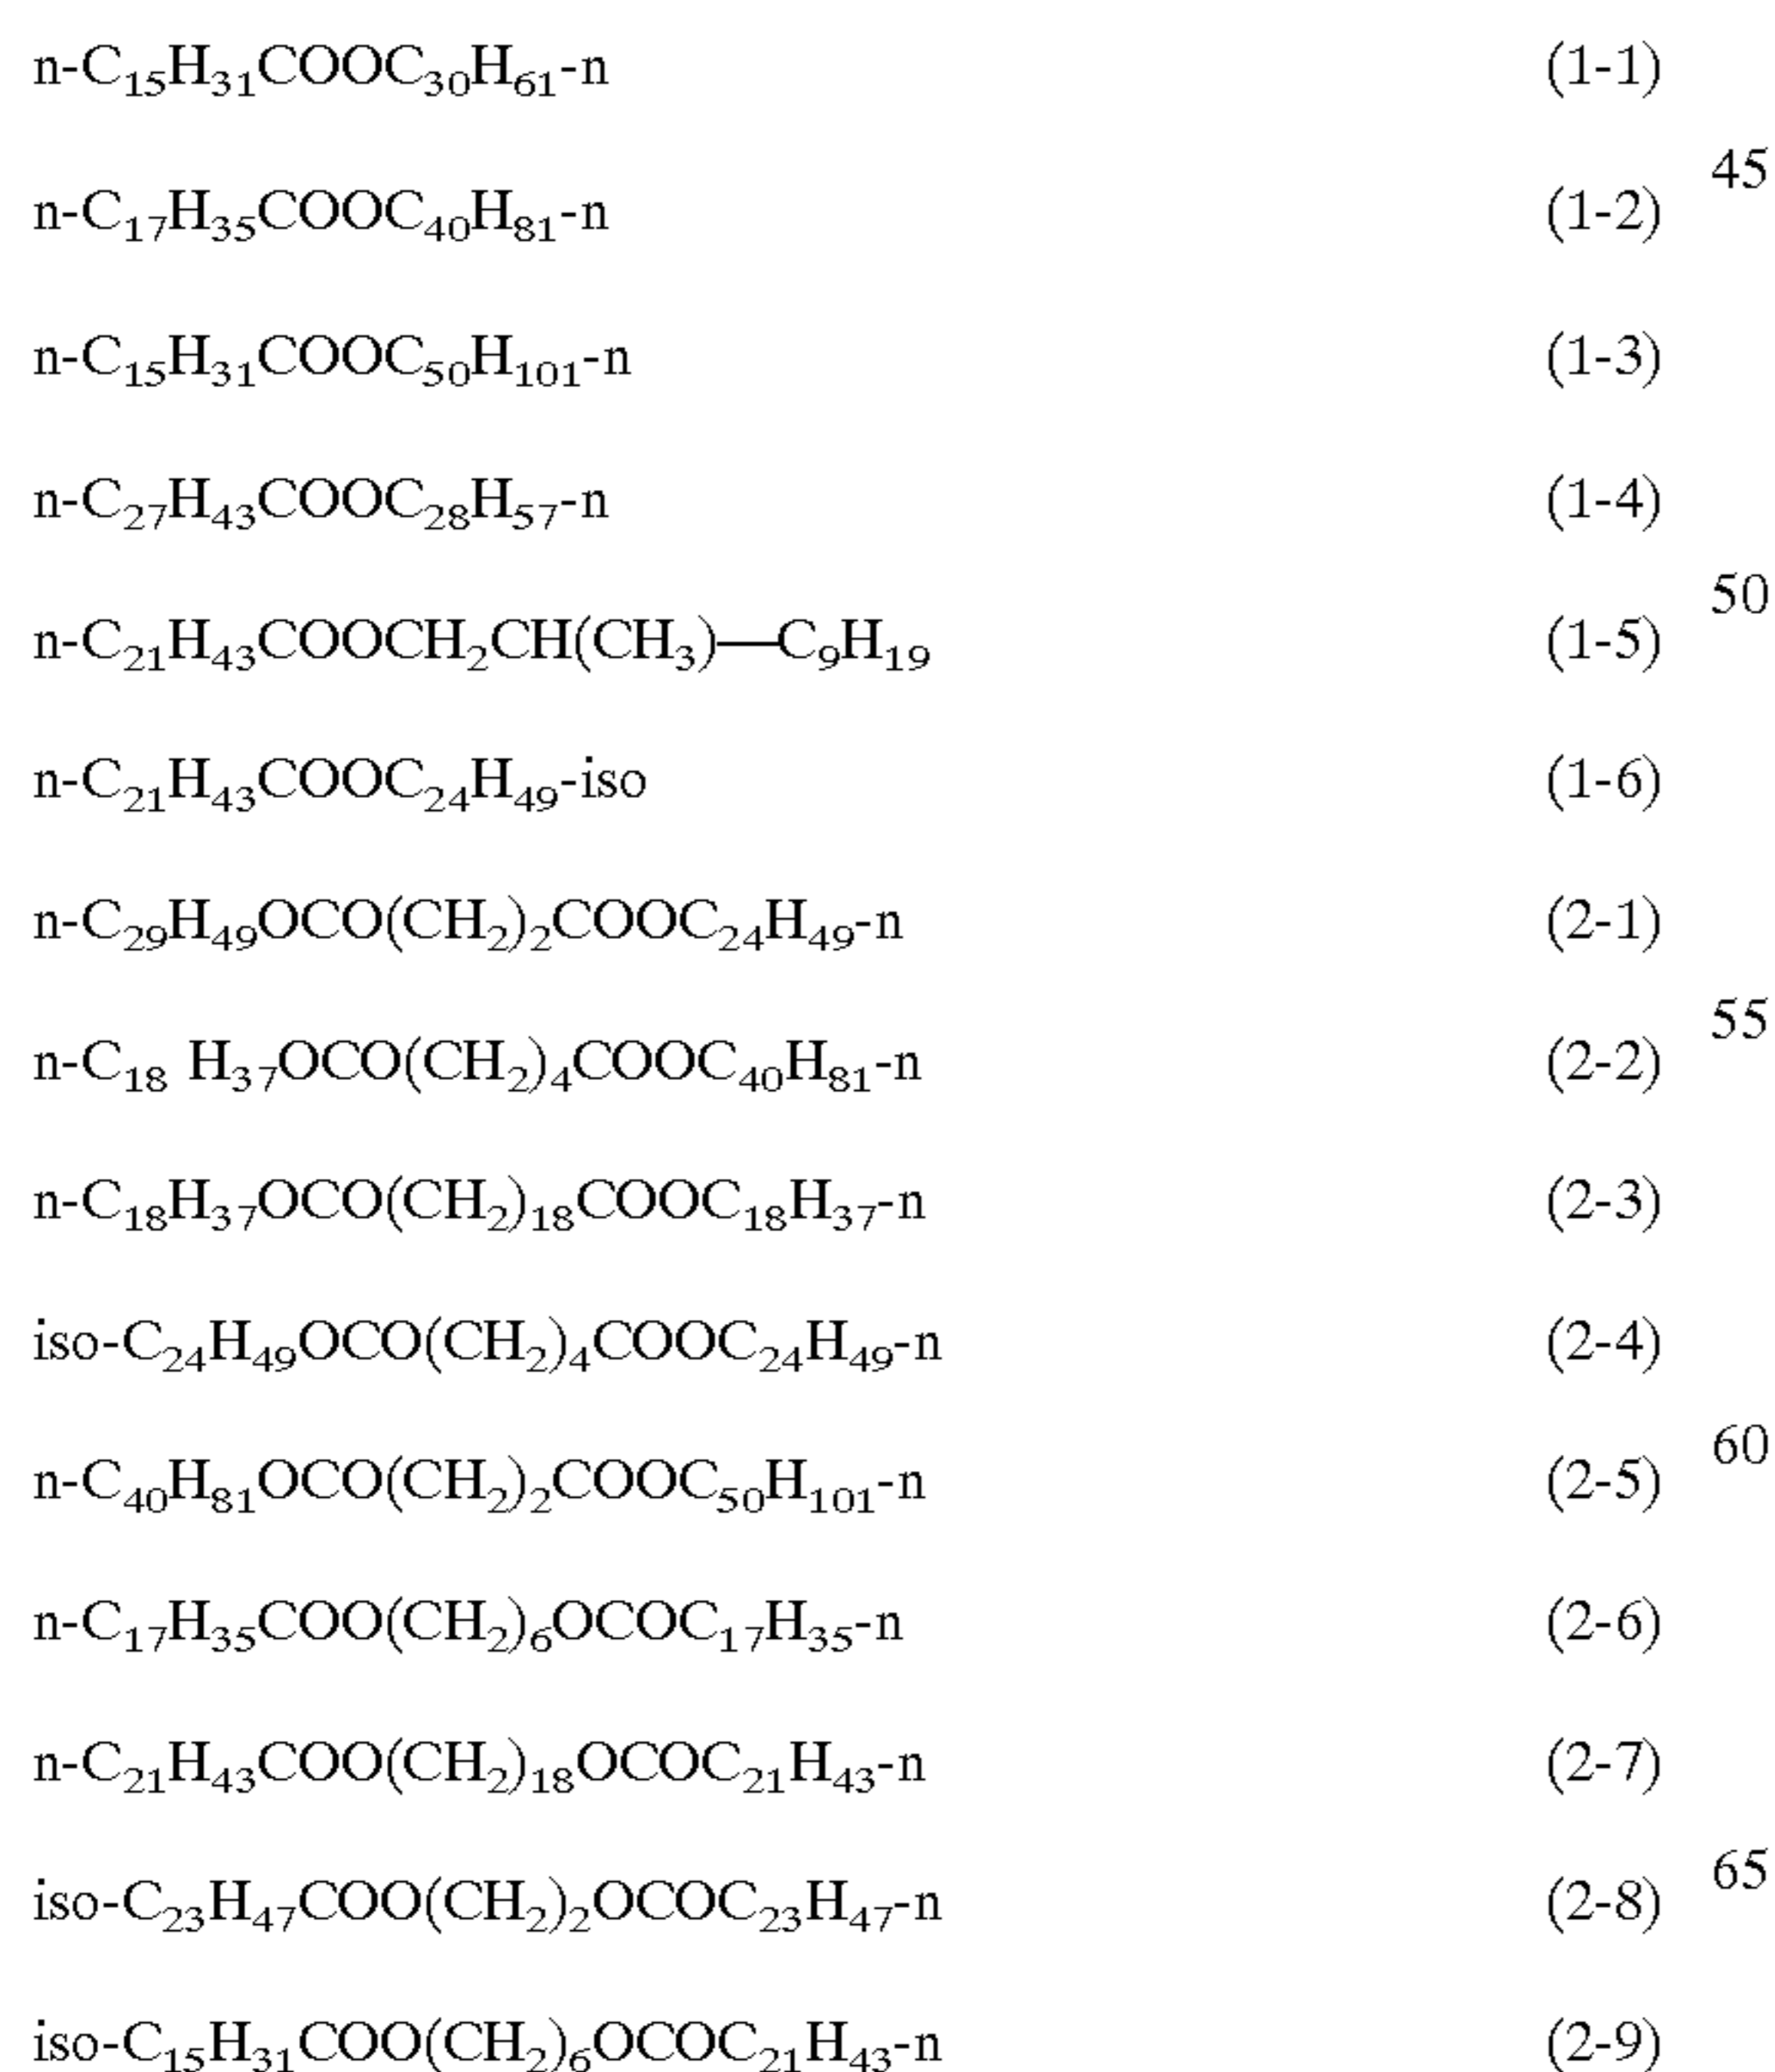 n-C₁₅H₃₁COOC₃₀H₆₁-n (1-1)
45
n-C₁₇H₃₅COOC₄₀H₈₁-n (1-2)
n-C₁₅H₃₁COOC₅₀H₁₀₁-n (1-3)
n-C₂₇H₄₃COOC₂₈H₅₇-n (1-4)
50
n-C₂₁H₄₃COOCH₂CH(CH₃)—C₉H₁₉ (1-5)
n-C₂₁H₄₃COOC₂₄H₄₉-iso (1-6)
n-C₂₉H₄₉OCO(CH₂)₂COOC₂₄H₄₉-n (2-1)
55
n-C₁₈ H₃₇OCO(CH₂)₄COOC₄₀H₈₁-n (2-2)
n-C₁₈H₃₇OCO(CH₂)₁₈COOC₁₈H₃₇-n (2-3)
iso-C₂₄H₄₉OCO(CH₂)₄COOC₂₄H₄₉-n (2-4)
60
n-C₄₀H₈₁OCO(CH₂)₂COOC₅₀H₁₀₁-n (2-5)
n-C₁₇H₃₅COO(CH₂)₆OCOC₁₇H₃₅-n (2-6)
n-C₂₁H₄₃COO(CH₂)₁₈OCOC₂₁H₄₃-n (2-7)
65
iso-C₂₃H₄₇COO(CH₂)₂OCOC₂₃H₄₇-n (2-8)
iso-C₁₅H₃₁COO(CH₂)₆OCOC₂₁H₄₃-n (2-9)